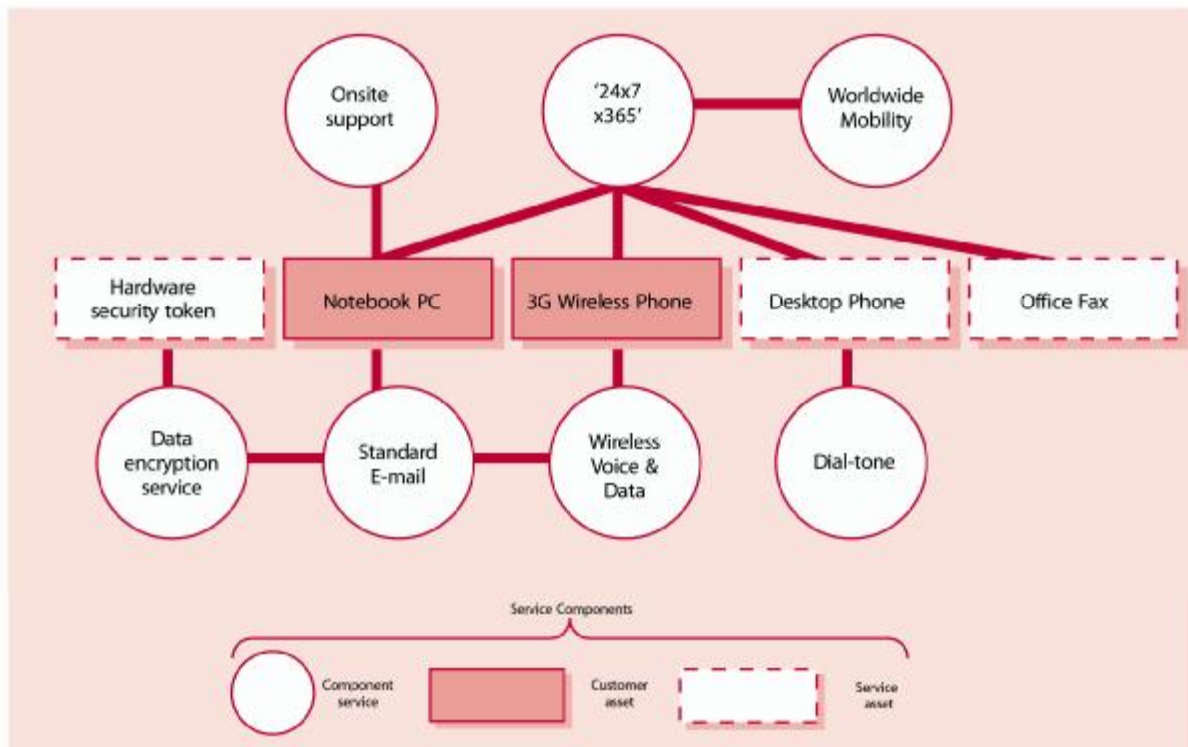 Onsite
support
‘24x7
x365’
Worldwide
Mobility
Hardware
security token
Notebook PC
3G Wireless Phone
Desktop Phone
Office Fax
Data
encryption
service
Standard
E-mail
Wireless
Voice &
Data
Dial-tone
Service Components
Component
service
Customer
asset
Service
asset